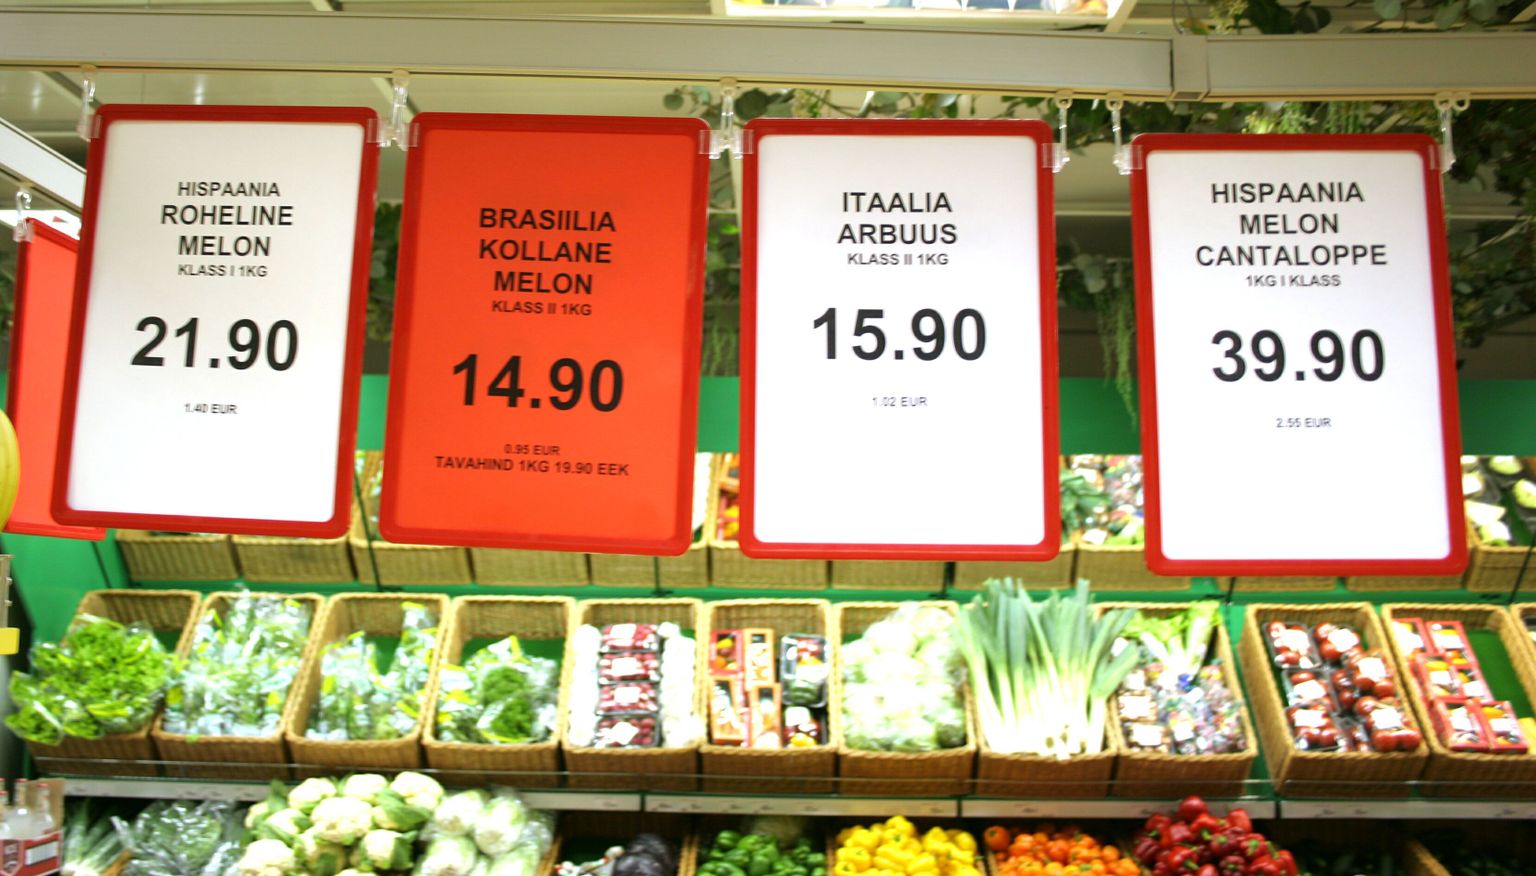 HISPAANIA
ROHELINE
MELON
KLASS I 1KG
21.90
1.40 EUR
BRASIILIA
KOLLANE
MELON
KLASS II 1KG
14.90
0.95 EUR
TAVAHIND 1KG 19.90 EEK
ITAALIA
ARBUUS
KLASS II 1KG
15.90
1.02 EUR
HISPAANIA
MELON
CANTALOPPE
1KG I KLASS
39.90
2.55 EUR